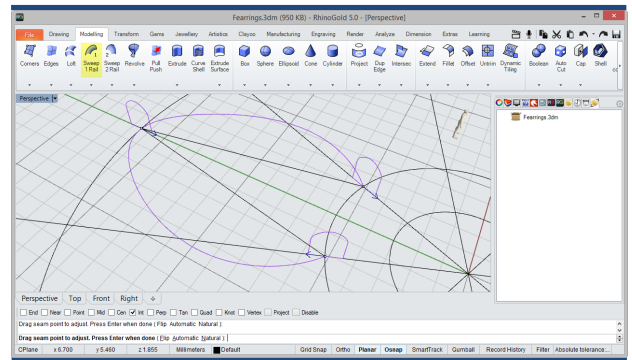 Fearrings.3dm (950 KB) - RhinoGold 5.0 - [Perspective]
File Drawing Modelling Transform Gems Jewellery Artistics Clayoo Manufacturing Engraving Render Analyze Dimension Extras Learning
Corners Edges Loft Sweep 1 Rail Sweep 2 Rail Revolve Pull Push Extrude Curve Shell Extrude Surface Box Sphere Ellipsoid Cone Cylinder Project Dup Edge Intersec Extend Fillet Offset Untrim Dynamic Tiling Boolean Auto Cut Cap Shell
Perspective
Fearrings.3dm
Perspective Top Front Right
End Near Point Mid Cen Int Perp Tan Quad Knot Vertex Project Disable
Drag seam point to adjust. Press Enter when done ( Flip Automatic Natural ):
Drag seam point to adjust. Press Enter when done ( Flip Automatic Natural ):
CPlane x 6.700 y 5.460 z 1.855 Millimeters Default Grid Snap Ortho Planar Osnap SmartTrack Gumball Record History Filter Absolute tolerance:...